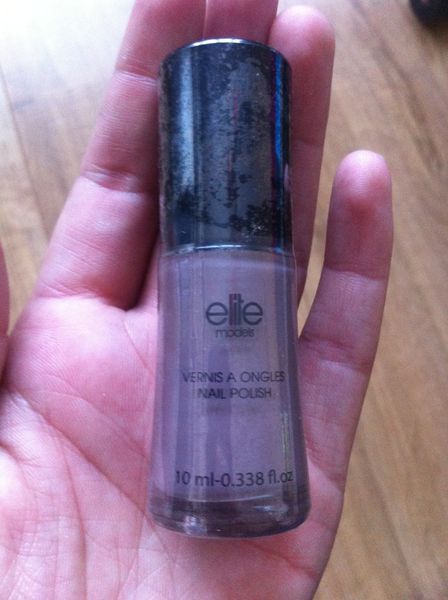 elite
models
VERNIS A ONGLES
NAIL POLISH
10 ml-0.338 fl.oz